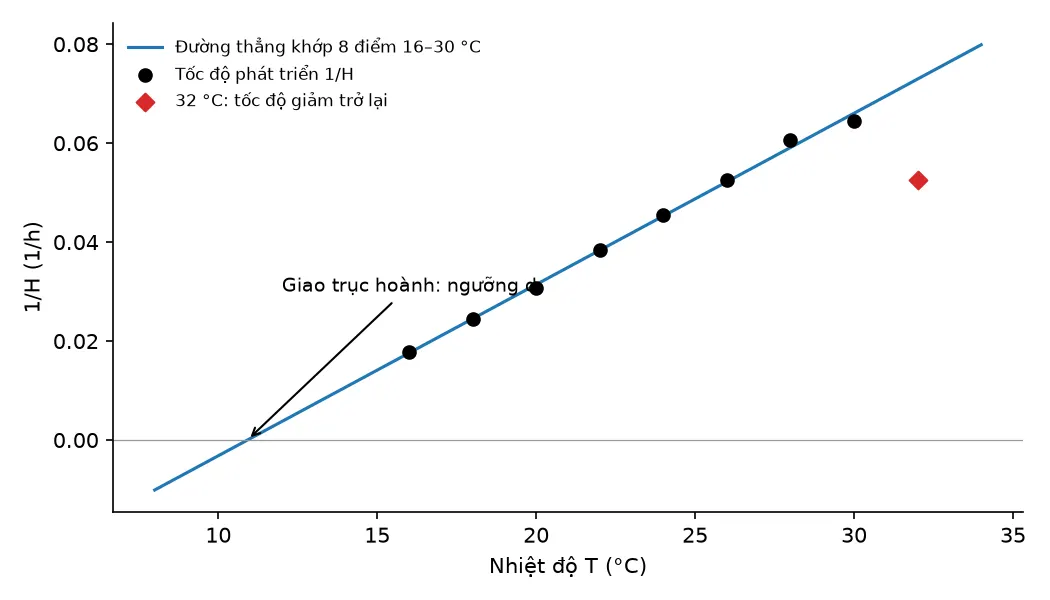 Đường thẳng khớp 8 điểm 16–30 °C
Tốc độ phát triển 1/H
32 °C: tốc độ giảm trở lại
Giao trục hoành: ngưỡng
1/H (1/h)
0.08
0.06
0.04
0.02
0.00
10
15
20
25
30
35
Nhiệt độ T (°C)